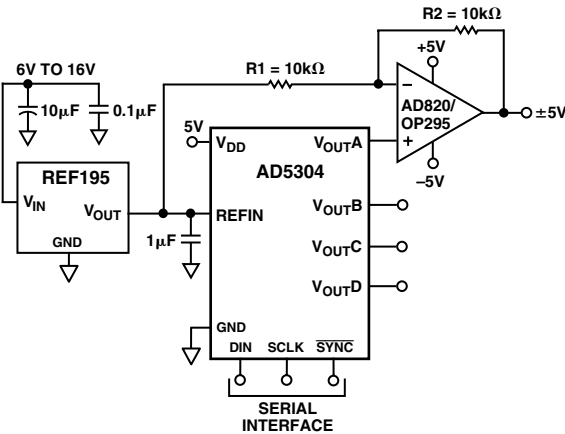 R2 = 10kΩ
+5V
6V TO 16V
R1 = 10kΩ
−
AD820/
OP295
±5V
10μF
0.1μF
5V
VDD
VOUTA
+
AD5304
−5V
REF195
VIN
VOUT
REFIN
VOUTB
1μF
GND
VOUTC
VOUTD
GND
DIN
SCLK
SYNC
SERIAL
INTERFACE